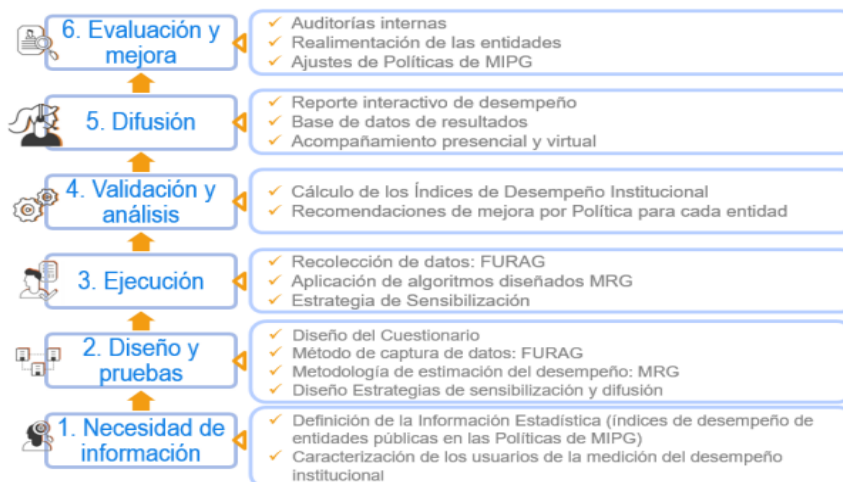 6. Evaluación y
mejora
Auditorías internas
Realimentación de las entidades
Ajustes de Políticas de MIPG
5. Difusión
Reporte interactivo de desempeño
Base de datos de resultados
Acompañamiento presencial y virtual
4. Validación y
análisis
Cálculo de los Índices de Desempeño Institucional
Recomendaciones de mejora por Política para cada entidad
3. Ejecución
Recolección de datos: FURAG
Aplicación de algoritmos diseñados MRG
Estrategia de Sensibilización
2. Diseño y
pruebas
Diseño del Cuestionario
Método de captura de datos: FURAG
Metodología de estimación del desempeño: MRG
Diseño Estrategias de sensibilización y difusión
1. Necesidad de
información
Definición de la Información Estadística (índices de desempeño de
entidades públicas en las Políticas de MIPG)
Caracterización de los usuarios de la medición del desempeño
institucional